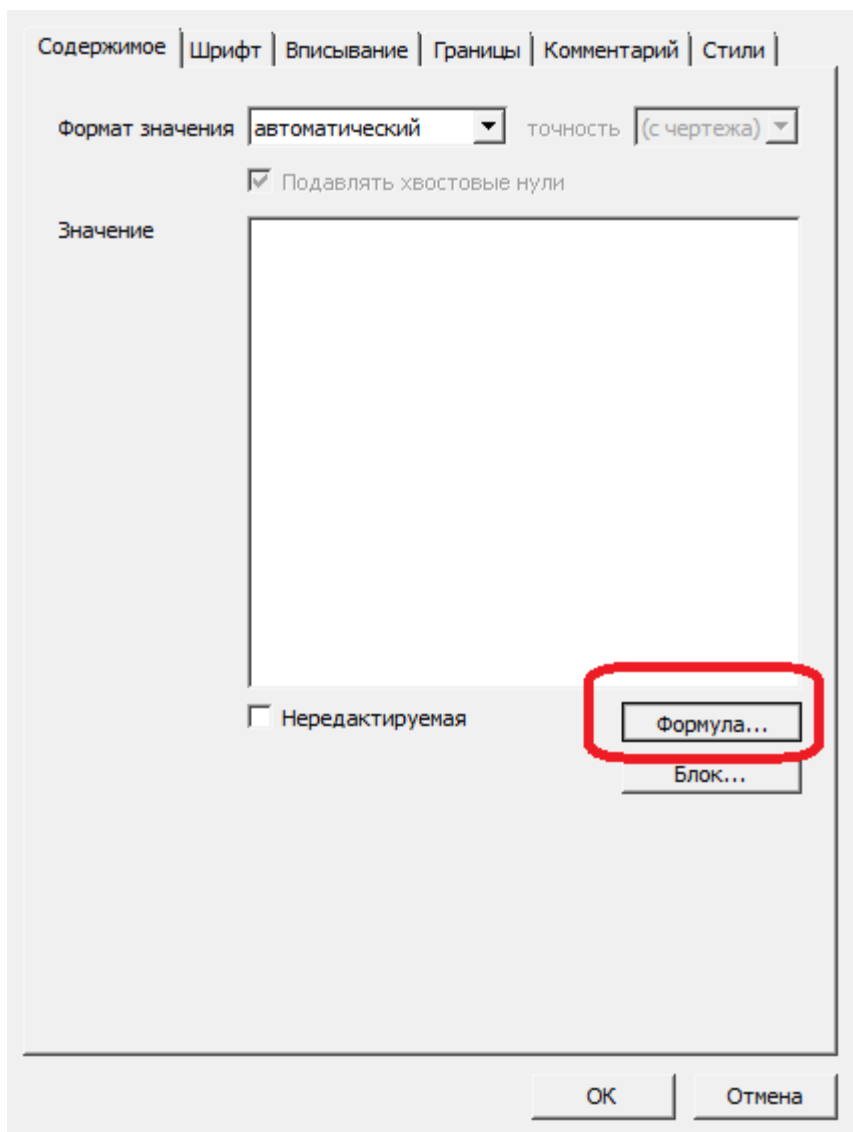 Содержимое Шрифт Вписывание Границы Комментарий Стили
Формат значения автоматический точность (с чертежа)
Подавлять хвостовые нули
Значение
Нередактируемая Формула...
Блок...
ОК Отмена